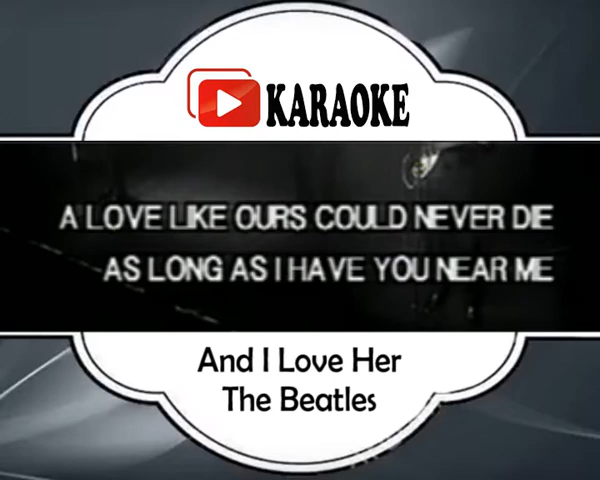 KARAOKE
A LOVE LIKE OURS COULD NEVER DIE
AS LONG AS I HAVE YOU NEAR ME
And I Love Her
The Beatles